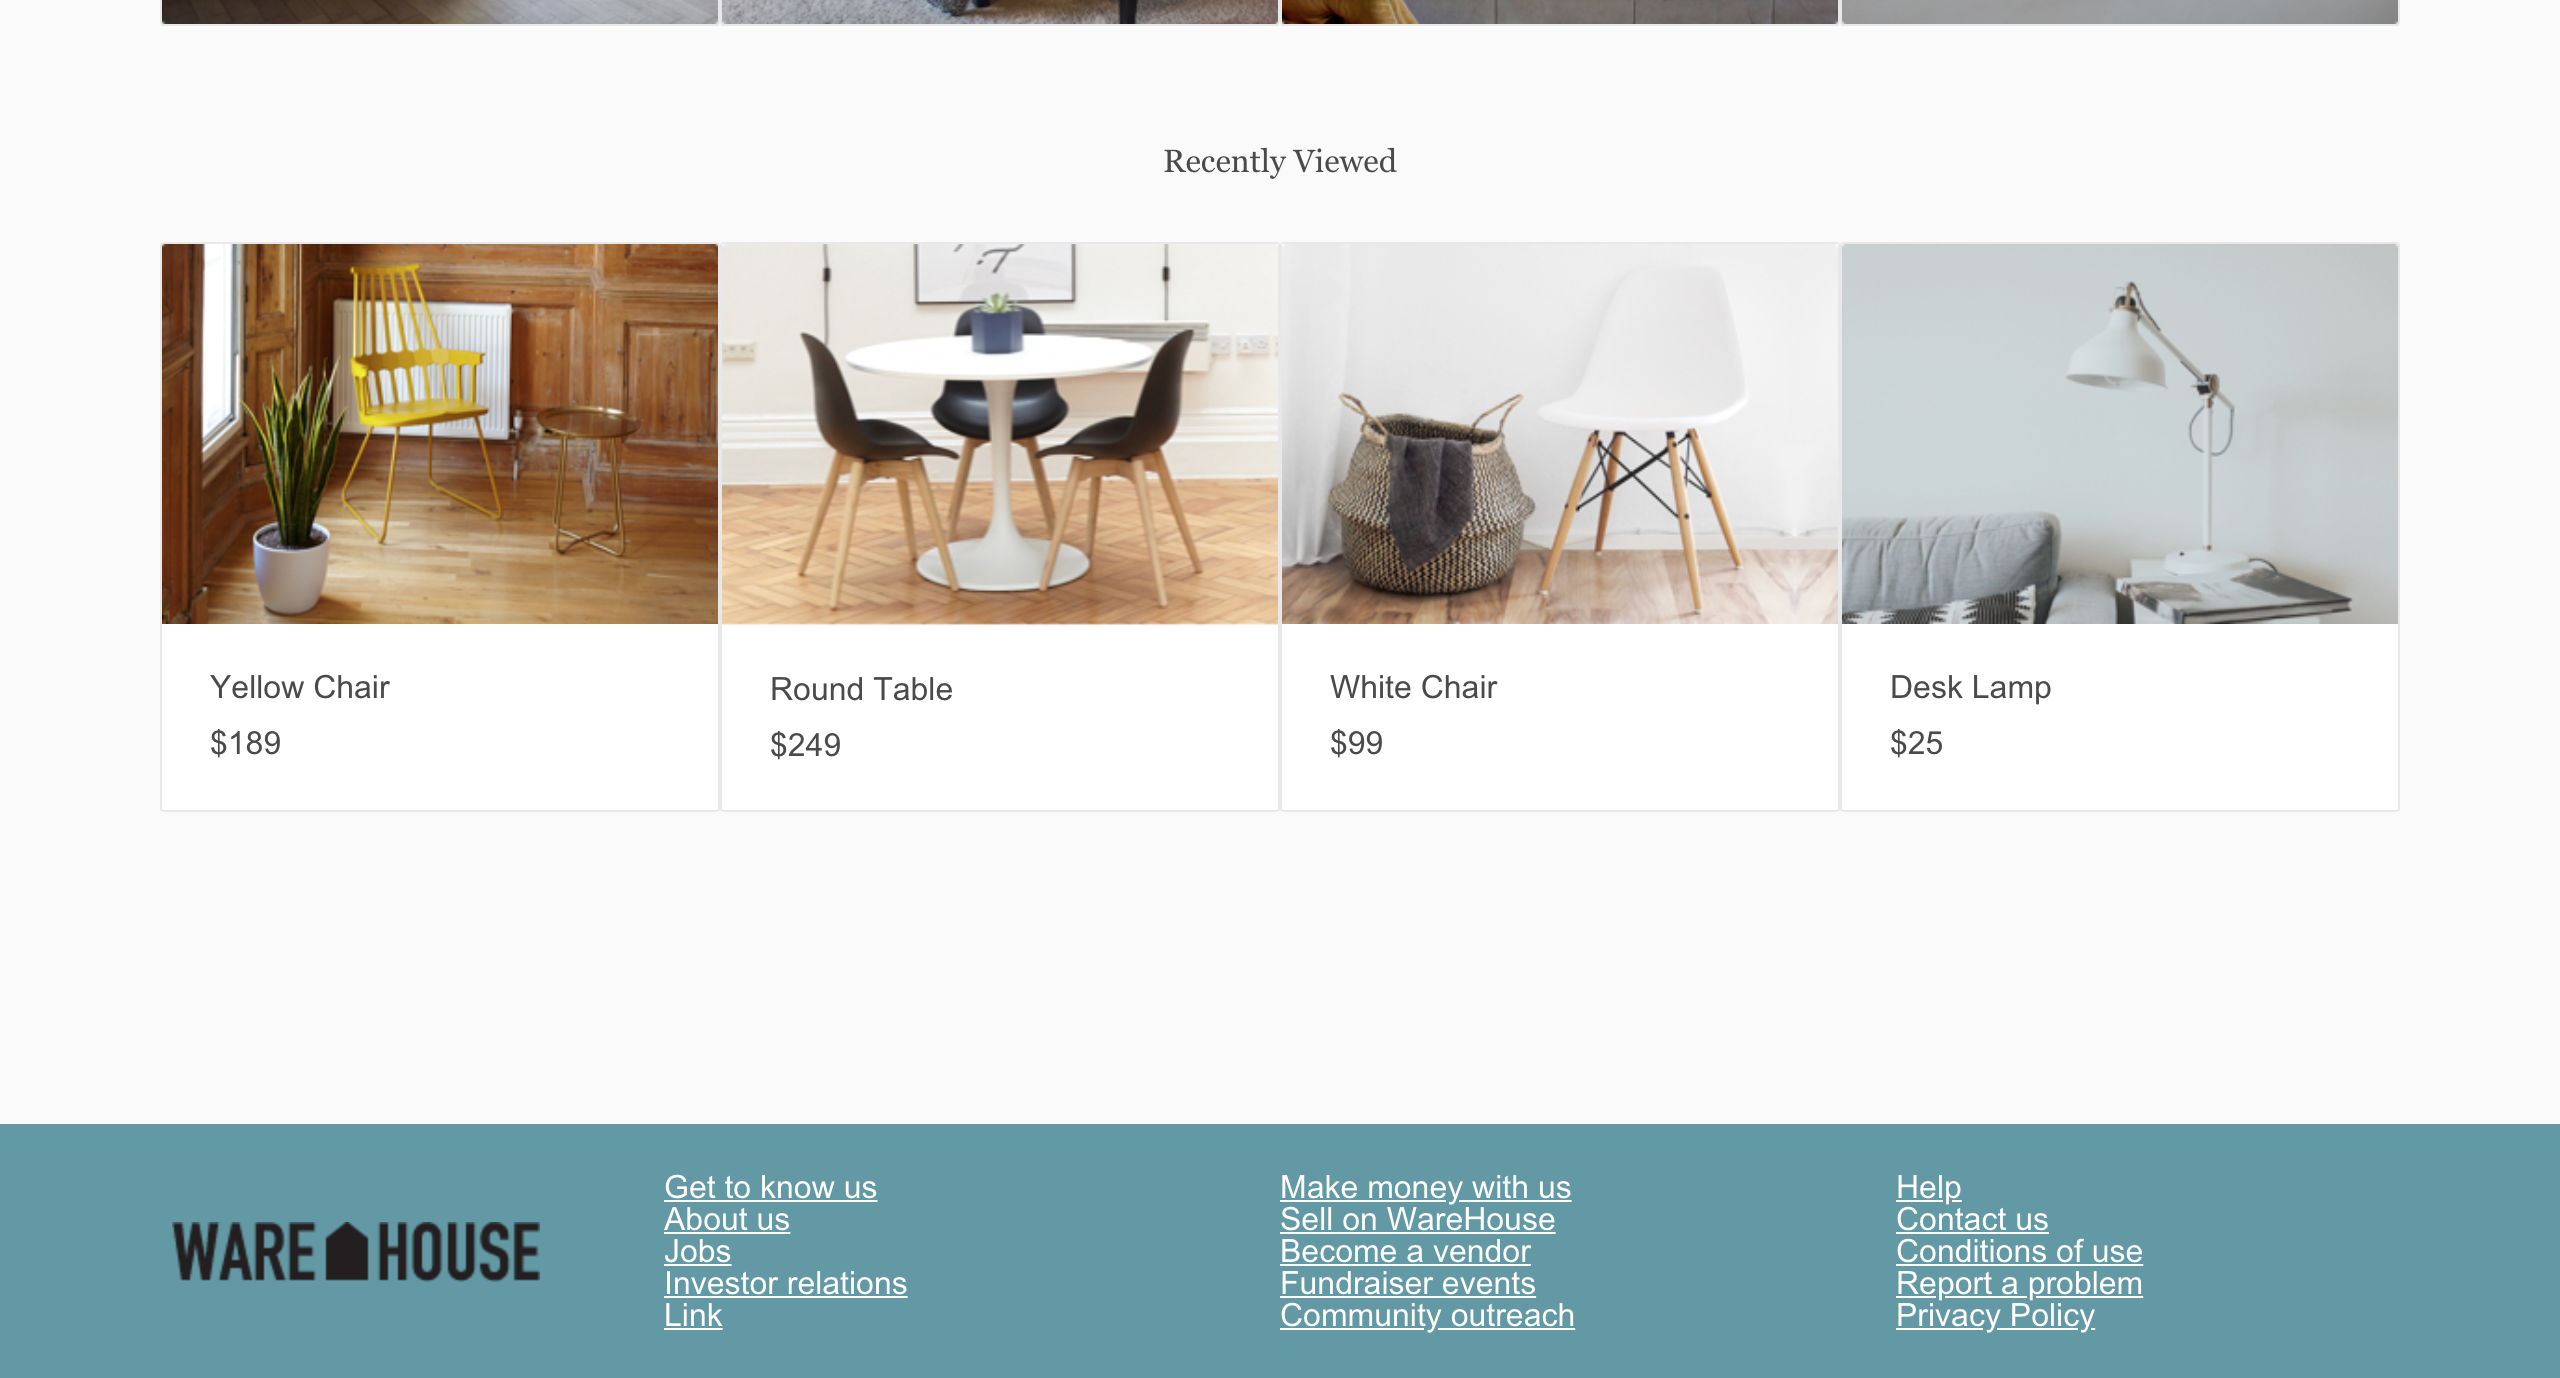 Recently Viewed
Yellow Chair
$189
Round Table
$249
White Chair
$99
Desk Lamp
$25
WARE HOUSE
Get to know us
About us
Jobs
Investor relations
Link
Make money with us
Sell on WareHouse
Become a vendor
Fundraiser events
Community outreach
Help
Contact us
Conditions of use
Report a problem
Privacy Policy